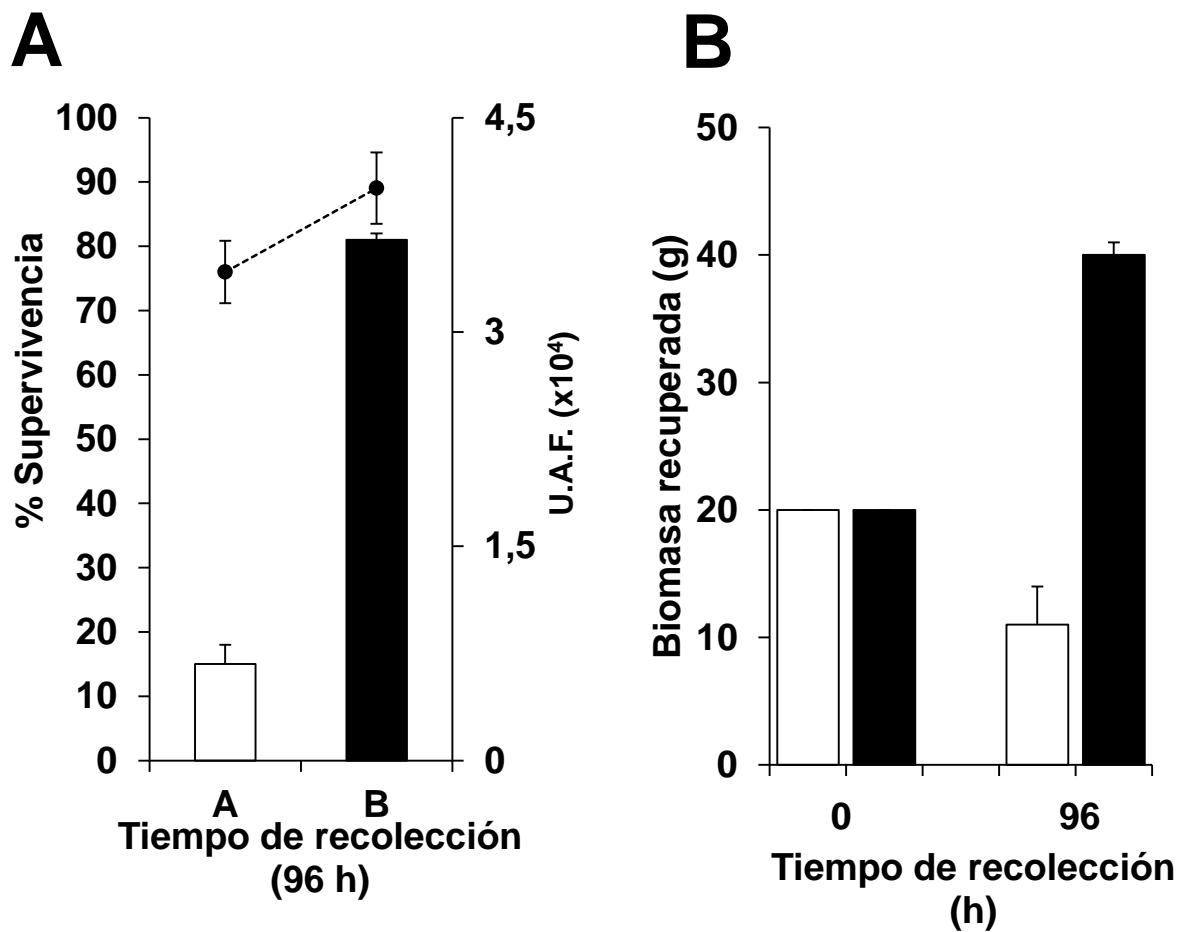 A
B
% Supervivencia
100
90
80
70
60
50
40
30
20
10
0
4,5
3
1,5
0
U.A.F. (x10⁴)
A B
Tiempo de recolección
(96 h)
Biomasa recuperada (g)
50
40
30
20
10
0
0 96
Tiempo de recolección
(h)